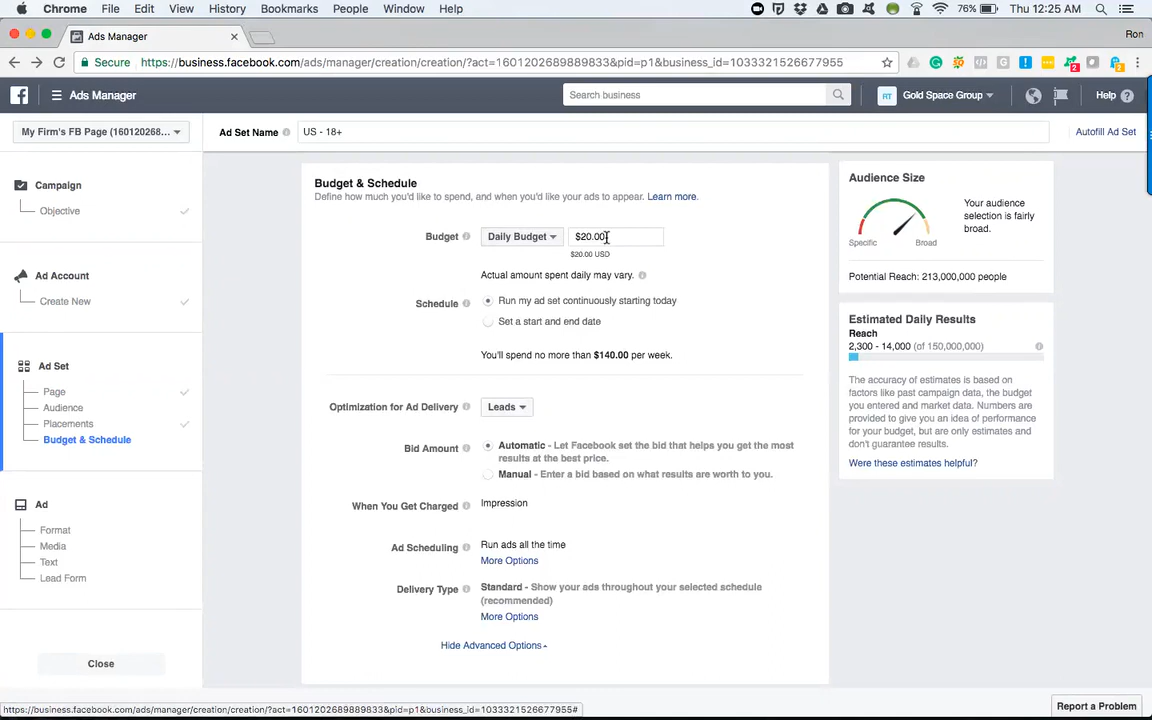 Chrome File Edit View History Bookmarks People Window Help 76% Thu 12:25 AM
Ads Manager Ron
Secure https://business.facebook.com/ads/manager/creation/creation/?act=1601202689889833&pid=p1&business_id=1033321526677955
Ads Manager Search business RT Gold Space Group Help
My Firm's FB Page (160120268... Ad Set Name US - 18+ Autofill Ad Set
Campaign
Objective
Ad Account
Create New
Ad Set
Page
Audience
Placements
Budget & Schedule
Ad
Format
Media
Text
Lead Form
Close
Budget & Schedule
Define how much you'd like to spend, and when you'd like your ads to appear. Learn more.
Budget Daily Budget $20.00
$20.00 USD
Actual amount spent daily may vary.
Schedule Run my ad set continuously starting today
Set a start and end date
You'll spend no more than $140.00 per week.
Optimization for Ad Delivery Leads
Bid Amount Automatic - Let Facebook set the bid that helps you get the most
results at the best price.
Manual - Enter a bid based on what results are worth to you.
When You Get Charged Impression
Ad Scheduling Run ads all the time
More Options
Delivery Type Standard - Show your ads throughout your selected schedule
(recommended)
More Options
Hide Advanced Options
Audience Size
Your audience
selection is fairly
broad.
Specific Broad
Potential Reach: 213,000,000 people
Estimated Daily Results
Reach
2,300 - 14,000 (of 150,000,000)
The accuracy of estimates is based on
factors like past campaign data, the budget
you entered and market data. Numbers are
provided to give you an idea of performance
for your budget, but are only estimates and
don't guarantee results.
Were these estimates helpful?
https://business.facebook.com/ads/manager/creation/creation/?act=1601202689889833&pid=p1&business_id=1033321526677955#
Report a Problem